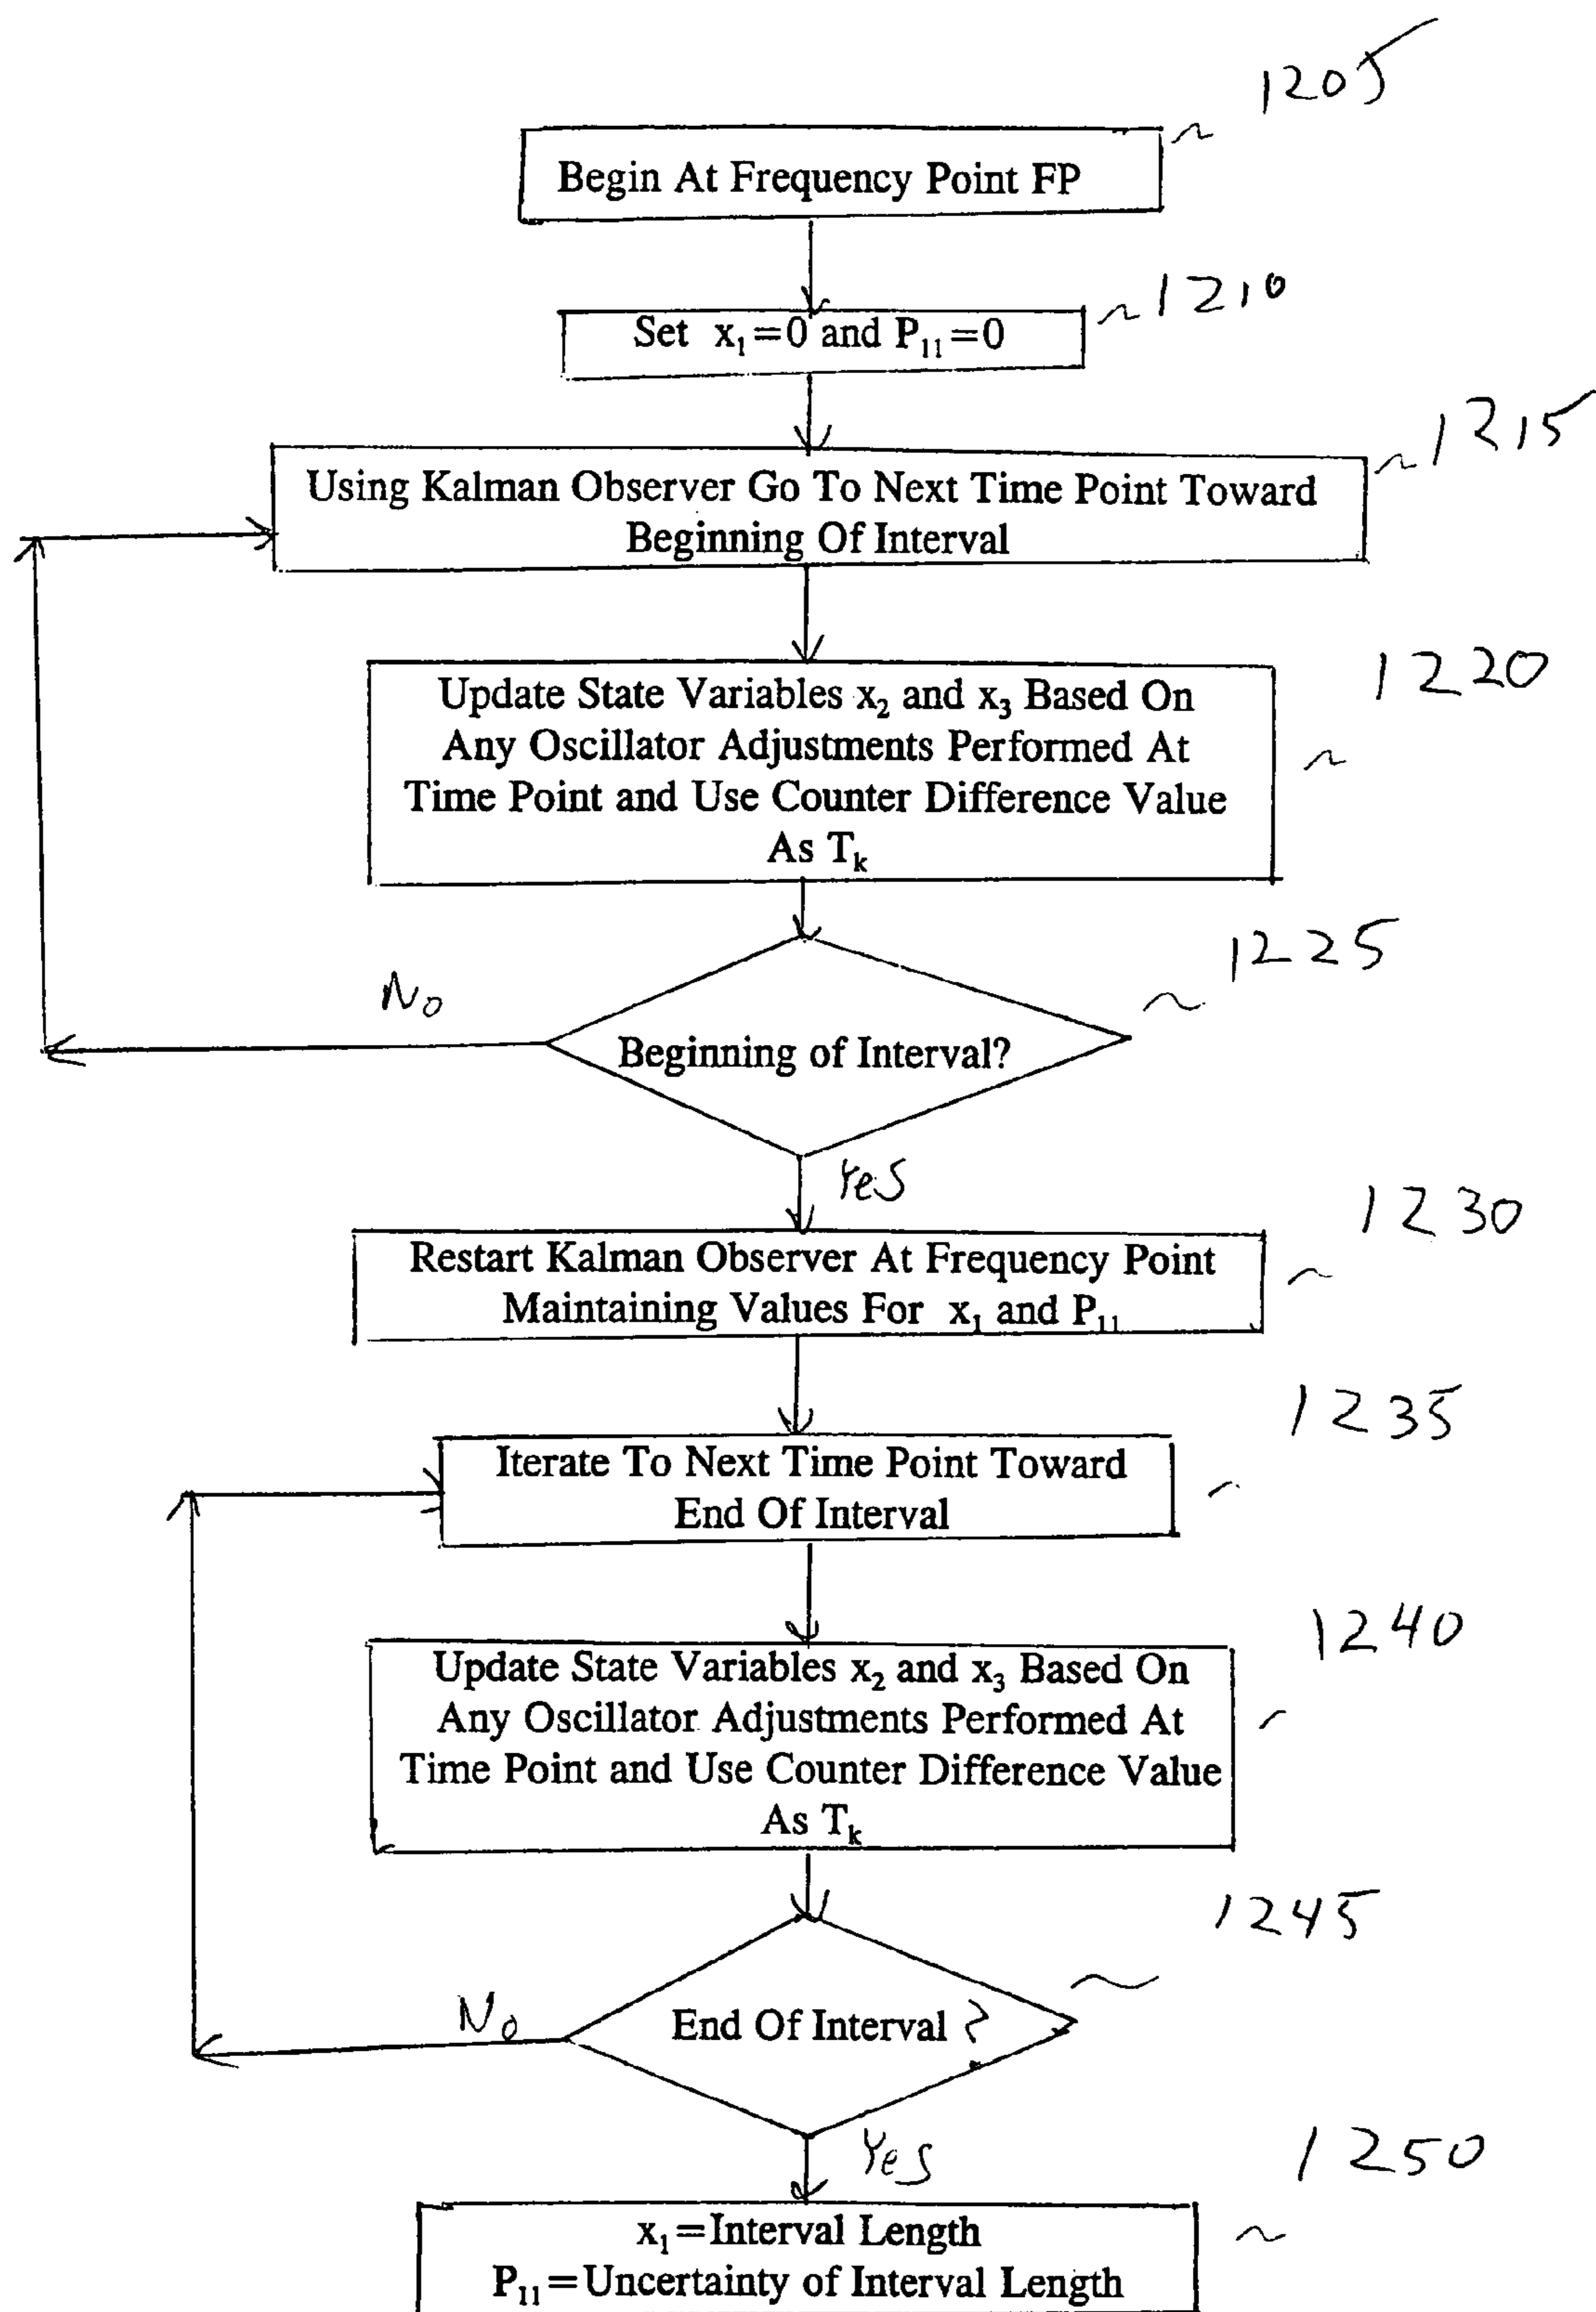 1205
Begin At Frequency Point FP
1210
Set x₁=0 and P₁₁=0
1215
Using Kalman Observer Go To Next Time Point Toward
Beginning Of Interval
1220
Update State Variables x₂ and x₃ Based On
Any Oscillator Adjustments Performed At
Time Point and Use Counter Difference Value
As Tₖ
1225
No
Beginning of Interval?
Yes
1230
Restart Kalman Observer At Frequency Point
Maintaining Values For x₁ and P₁₁
1235
Iterate To Next Time Point Toward
End Of Interval
1240
Update State Variables x₂ and x₃ Based On
Any Oscillator Adjustments Performed At
Time Point and Use Counter Difference Value
As Tₖ
1245
No
End Of Interval ?
Yes
1250
x₁=Interval Length
P₁₁=Uncertainty of Interval Length